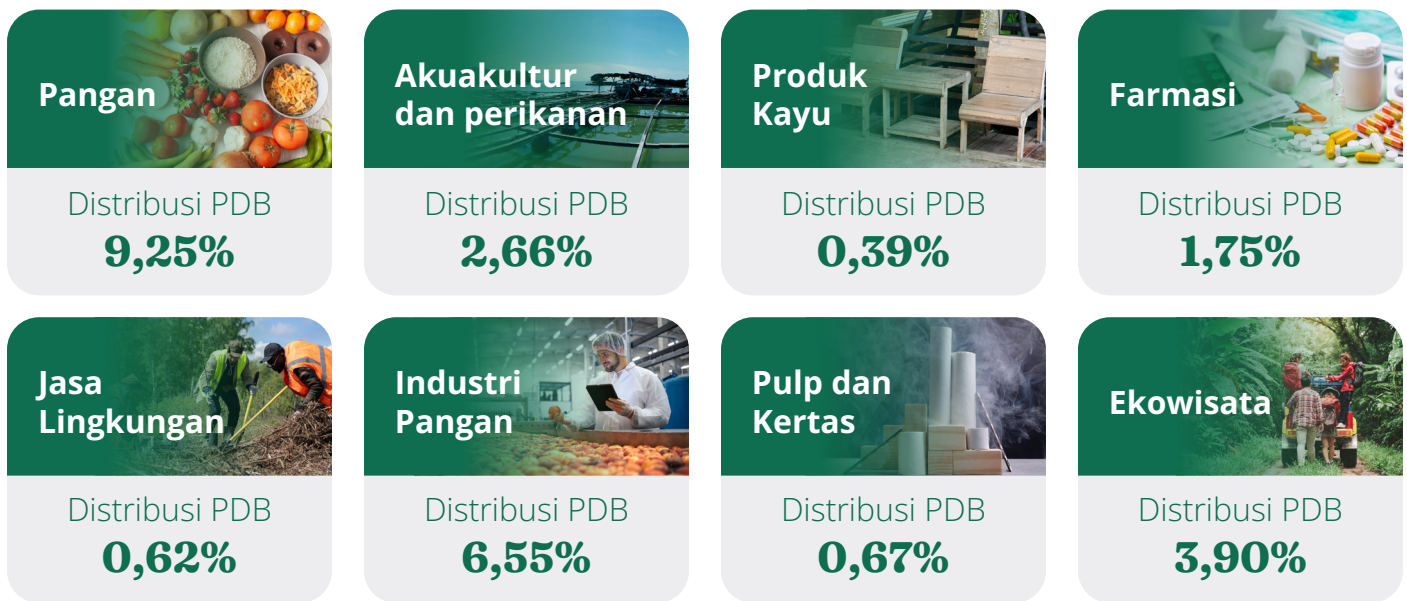 Pangan
Distribusi PDB
9,25%
Akuakultur
dan perikanan
Distribusi PDB
2,66%
Produk
Kayu
Distribusi PDB
0,39%
Farmasi
Distribusi PDB
1,75%
Jasa
Lingkungan
Distribusi PDB
0,62%
Industri
Pangan
Distribusi PDB
6,55%
Pulp dan
Kertas
Distribusi PDB
0,67%
Ekowisata
Distribusi PDB
3,90%